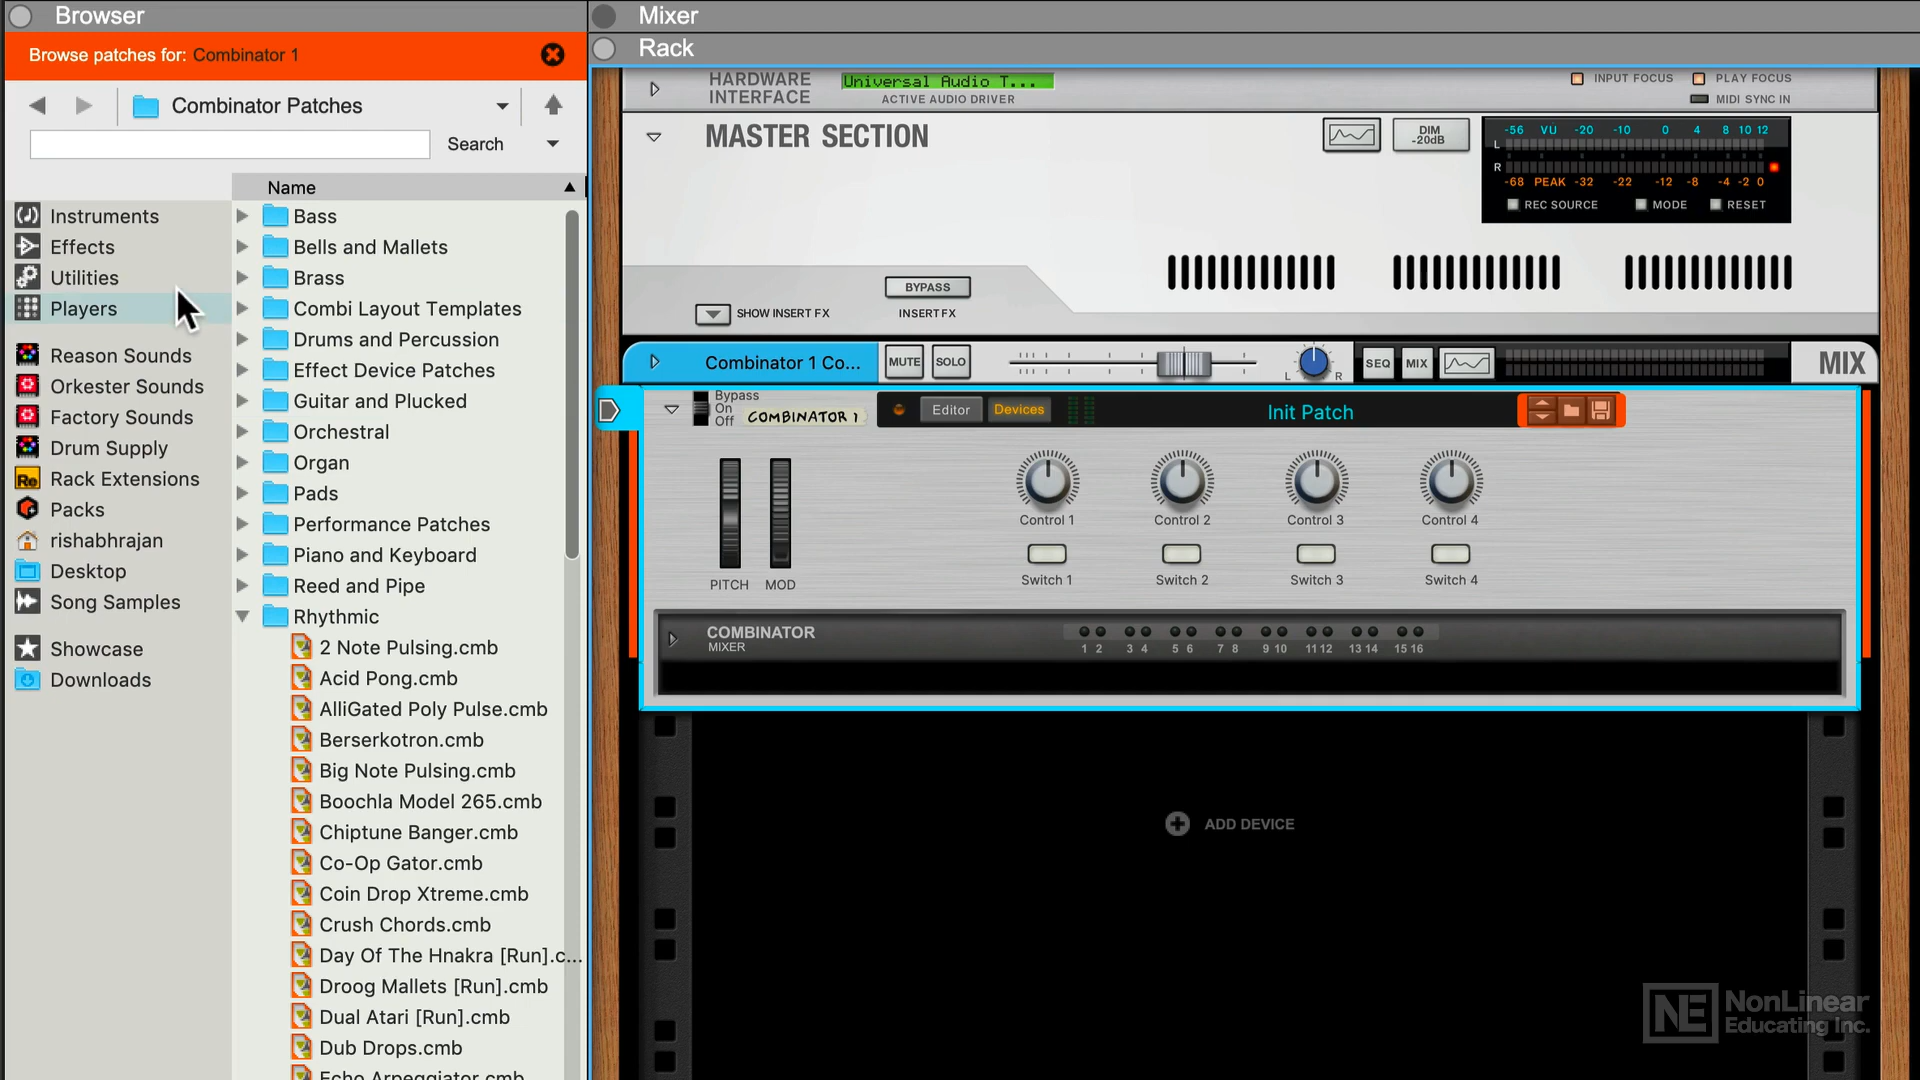 Browser
Mixer
Browse patches for: Combinator 1
Rack
Combinator Patches
Search
Name
Instruments
Effects
Utilities
Players
Reason Sounds
Orkester Sounds
Factory Sounds
Drum Supply
Re Rack Extensions
Packs
rishabhrajan
Desktop
Song Samples
Showcase
Downloads
Bass
Bells and Mallets
Brass
Combi Layout Templates
Drums and Percussion
Effect Device Patches
Guitar and Plucked
Orchestral
Organ
Pads
Performance Patches
Piano and Keyboard
Reed and Pipe
Rhythmic
2 Note Pulsing.cmb
Acid Pong.cmb
AlliGated Poly Pulse.cmb
Berserkotron.cmb
Big Note Pulsing.cmb
Boochla Model 265.cmb
Chiptune Banger.cmb
Co-Op Gator.cmb
Coin Drop Xtreme.cmb
Crush Chords.cmb
Day Of The Hnakra [Run].c...
Droog Mallets [Run].cmb
Dual Atari [Run].cmb
Dub Drops.cmb
Echo Arpeggiator.cmb
HARDWARE
INTERFACE
Universal Audio T...
ACTIVE AUDIO DRIVER
INPUT FOCUS
PLAY FOCUS
MIDI SYNC IN
MASTER SECTION
DIM
-20dB
-56 VU -20 -10 0 4 8 10 12
L
R
-68 PEAK -32 -22 -12 -8 -4 -2 0
REC SOURCE MODE RESET
BYPASS
SHOW INSERT FX
INSERT FX
Combinator 1 Co...
MUTE
SOLO
L R
SEQ
MIX
MIX
Bypass
On
Off
COMBINATOR 1
Editor
Devices
Init Patch
PITCH
MOD
Control 1
Control 2
Control 3
Control 4
Switch 1
Switch 2
Switch 3
Switch 4
COMBINATOR
MIXER
1 2 3 4 5 6 7 8 9 10 11 12 13 14 15 16
ADD DEVICE
NE
NonLinear
Educating Inc.